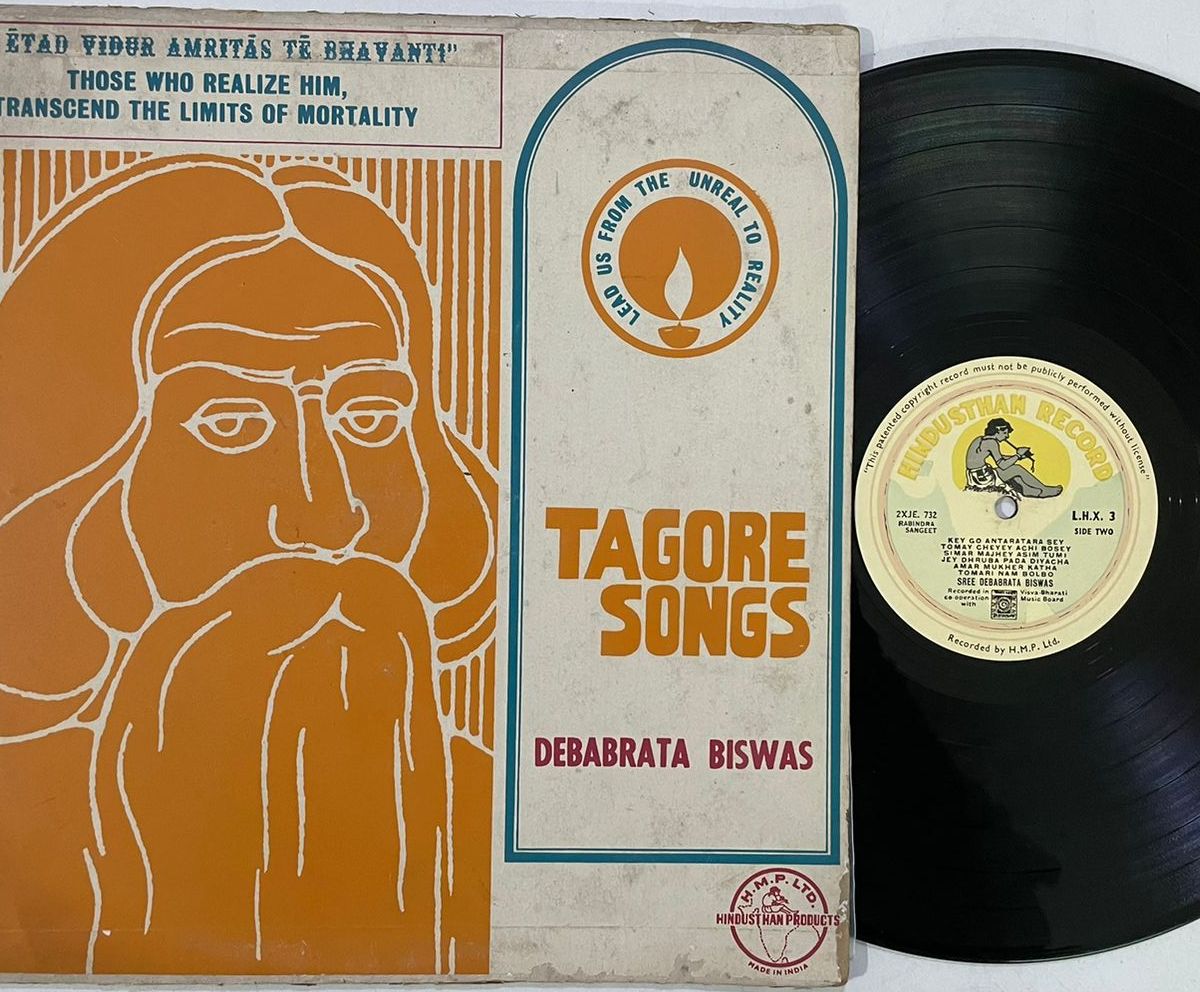 ĒTAD VIDUR AMRITĀS TĒ BHAVANTI"
THOSE WHO REALIZE HIM,
TRANSCEND THE LIMITS OF MORTALITY
LEAD US FROM THE UNREAL TO REALITY
TAGORE
SONGS
DEBABRATA BISWAS
H.M.P. LTD.
HINDUSTHAN PRODUCTS
MADE IN INDIA
"This patented copyright record must not be publicly performed without license"
HINDUSTHAN RECORD
2XJE. 732
RABINDRA
SANGEET
L.H.X. 3
SIDE TWO
KEY GO ANTARATARA SEY
TOMAY CHEYEY ACHI BOSEY
SIMAR MAJHEY ASIM TUMI
JEY DHRUBA PADA DIYACHA
AMAR MUKHER KATHA
TOMARI NAM BOLBO
SREE DEBABRATA BISWAS
Recorded in Visva-Bharati
co-operation Music Board
with
Recorded by H.M.P. Ltd.